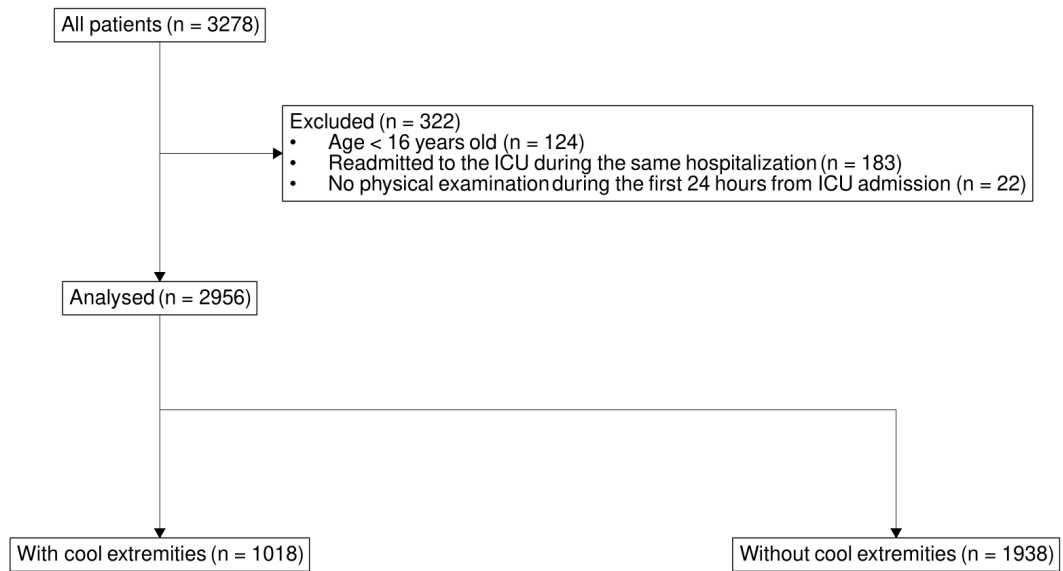 All patients (n = 3278)
Excluded (n = 322)
• Age < 16 years old (n = 124)
• Readmitted to the ICU during the same hospitalization (n = 183)
• No physical examination during the first 24 hours from ICU admission (n = 22)
Analysed (n = 2956)
With cool extremities (n = 1018)
Without cool extremities (n = 1938)